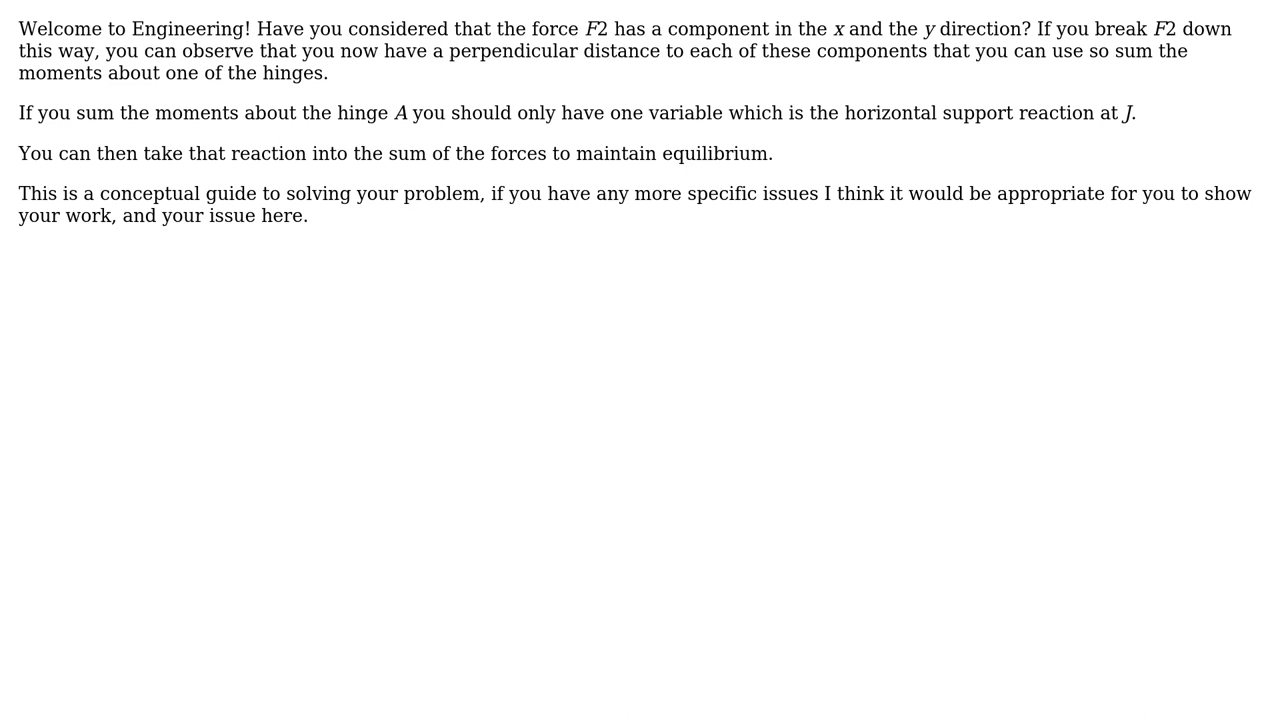 Welcome to Engineering! Have you considered that the force F2 has a component in the x and the y direction? If you break F2 down
this way, you can observe that you now have a perpendicular distance to each of these components that you can use so sum the
moments about one of the hinges.
If you sum the moments about the hinge A you should only have one variable which is the horizontal support reaction at J.
You can then take that reaction into the sum of the forces to maintain equilibrium.
This is a conceptual guide to solving your problem, if you have any more specific issues I think it would be appropriate for you to show
your work, and your issue here.